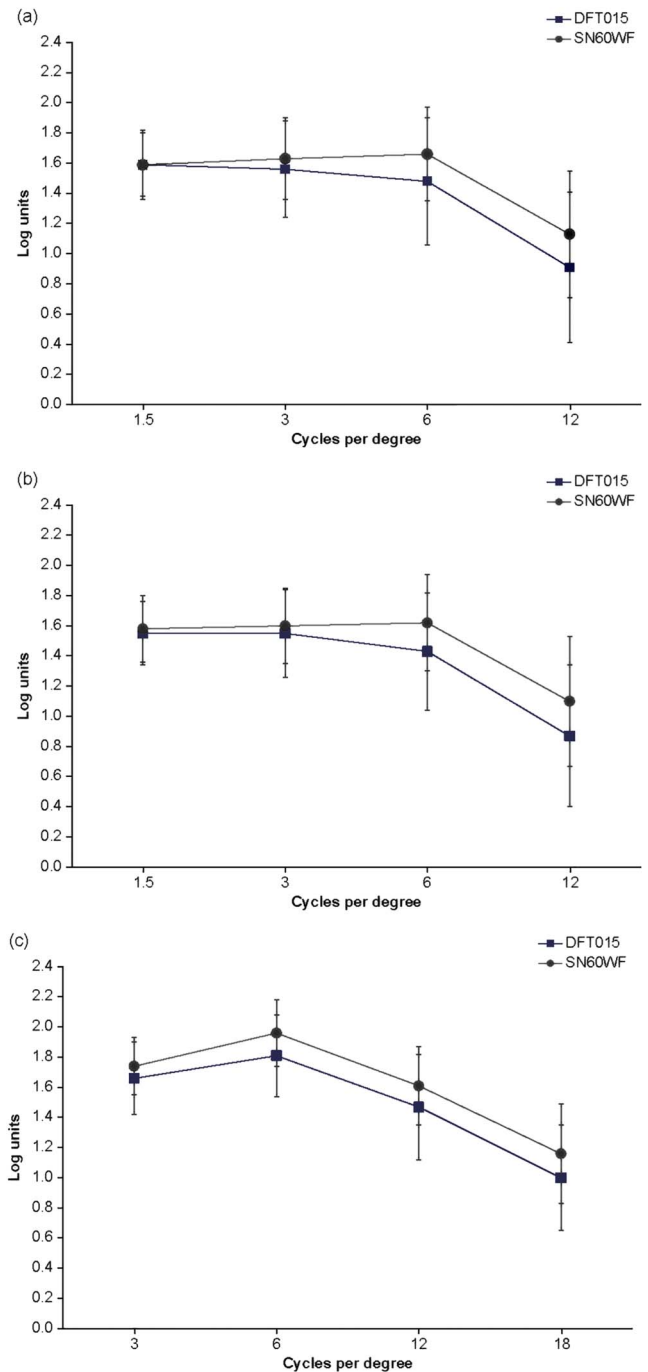 (a)
DFT015
SN60WF
2.4
2.2
2.0
1.8
1.6
1.4
1.2
1.0
0.8
0.6
0.4
0.2
0.0
Log units
1.5 3 6 12
Cycles per degree
(b)
DFT015
SN60WF
2.4
2.2
2.0
1.8
1.6
1.4
1.2
1.0
0.8
0.6
0.4
0.2
0.0
Log units
1.5 3 6 12
Cycles per degree
(c)
DFT015
SN60WF
2.4
2.2
2.0
1.8
1.6
1.4
1.2
1.0
0.8
0.6
0.4
0.2
0.0
Log units
3 6 12 18
Cycles per degree